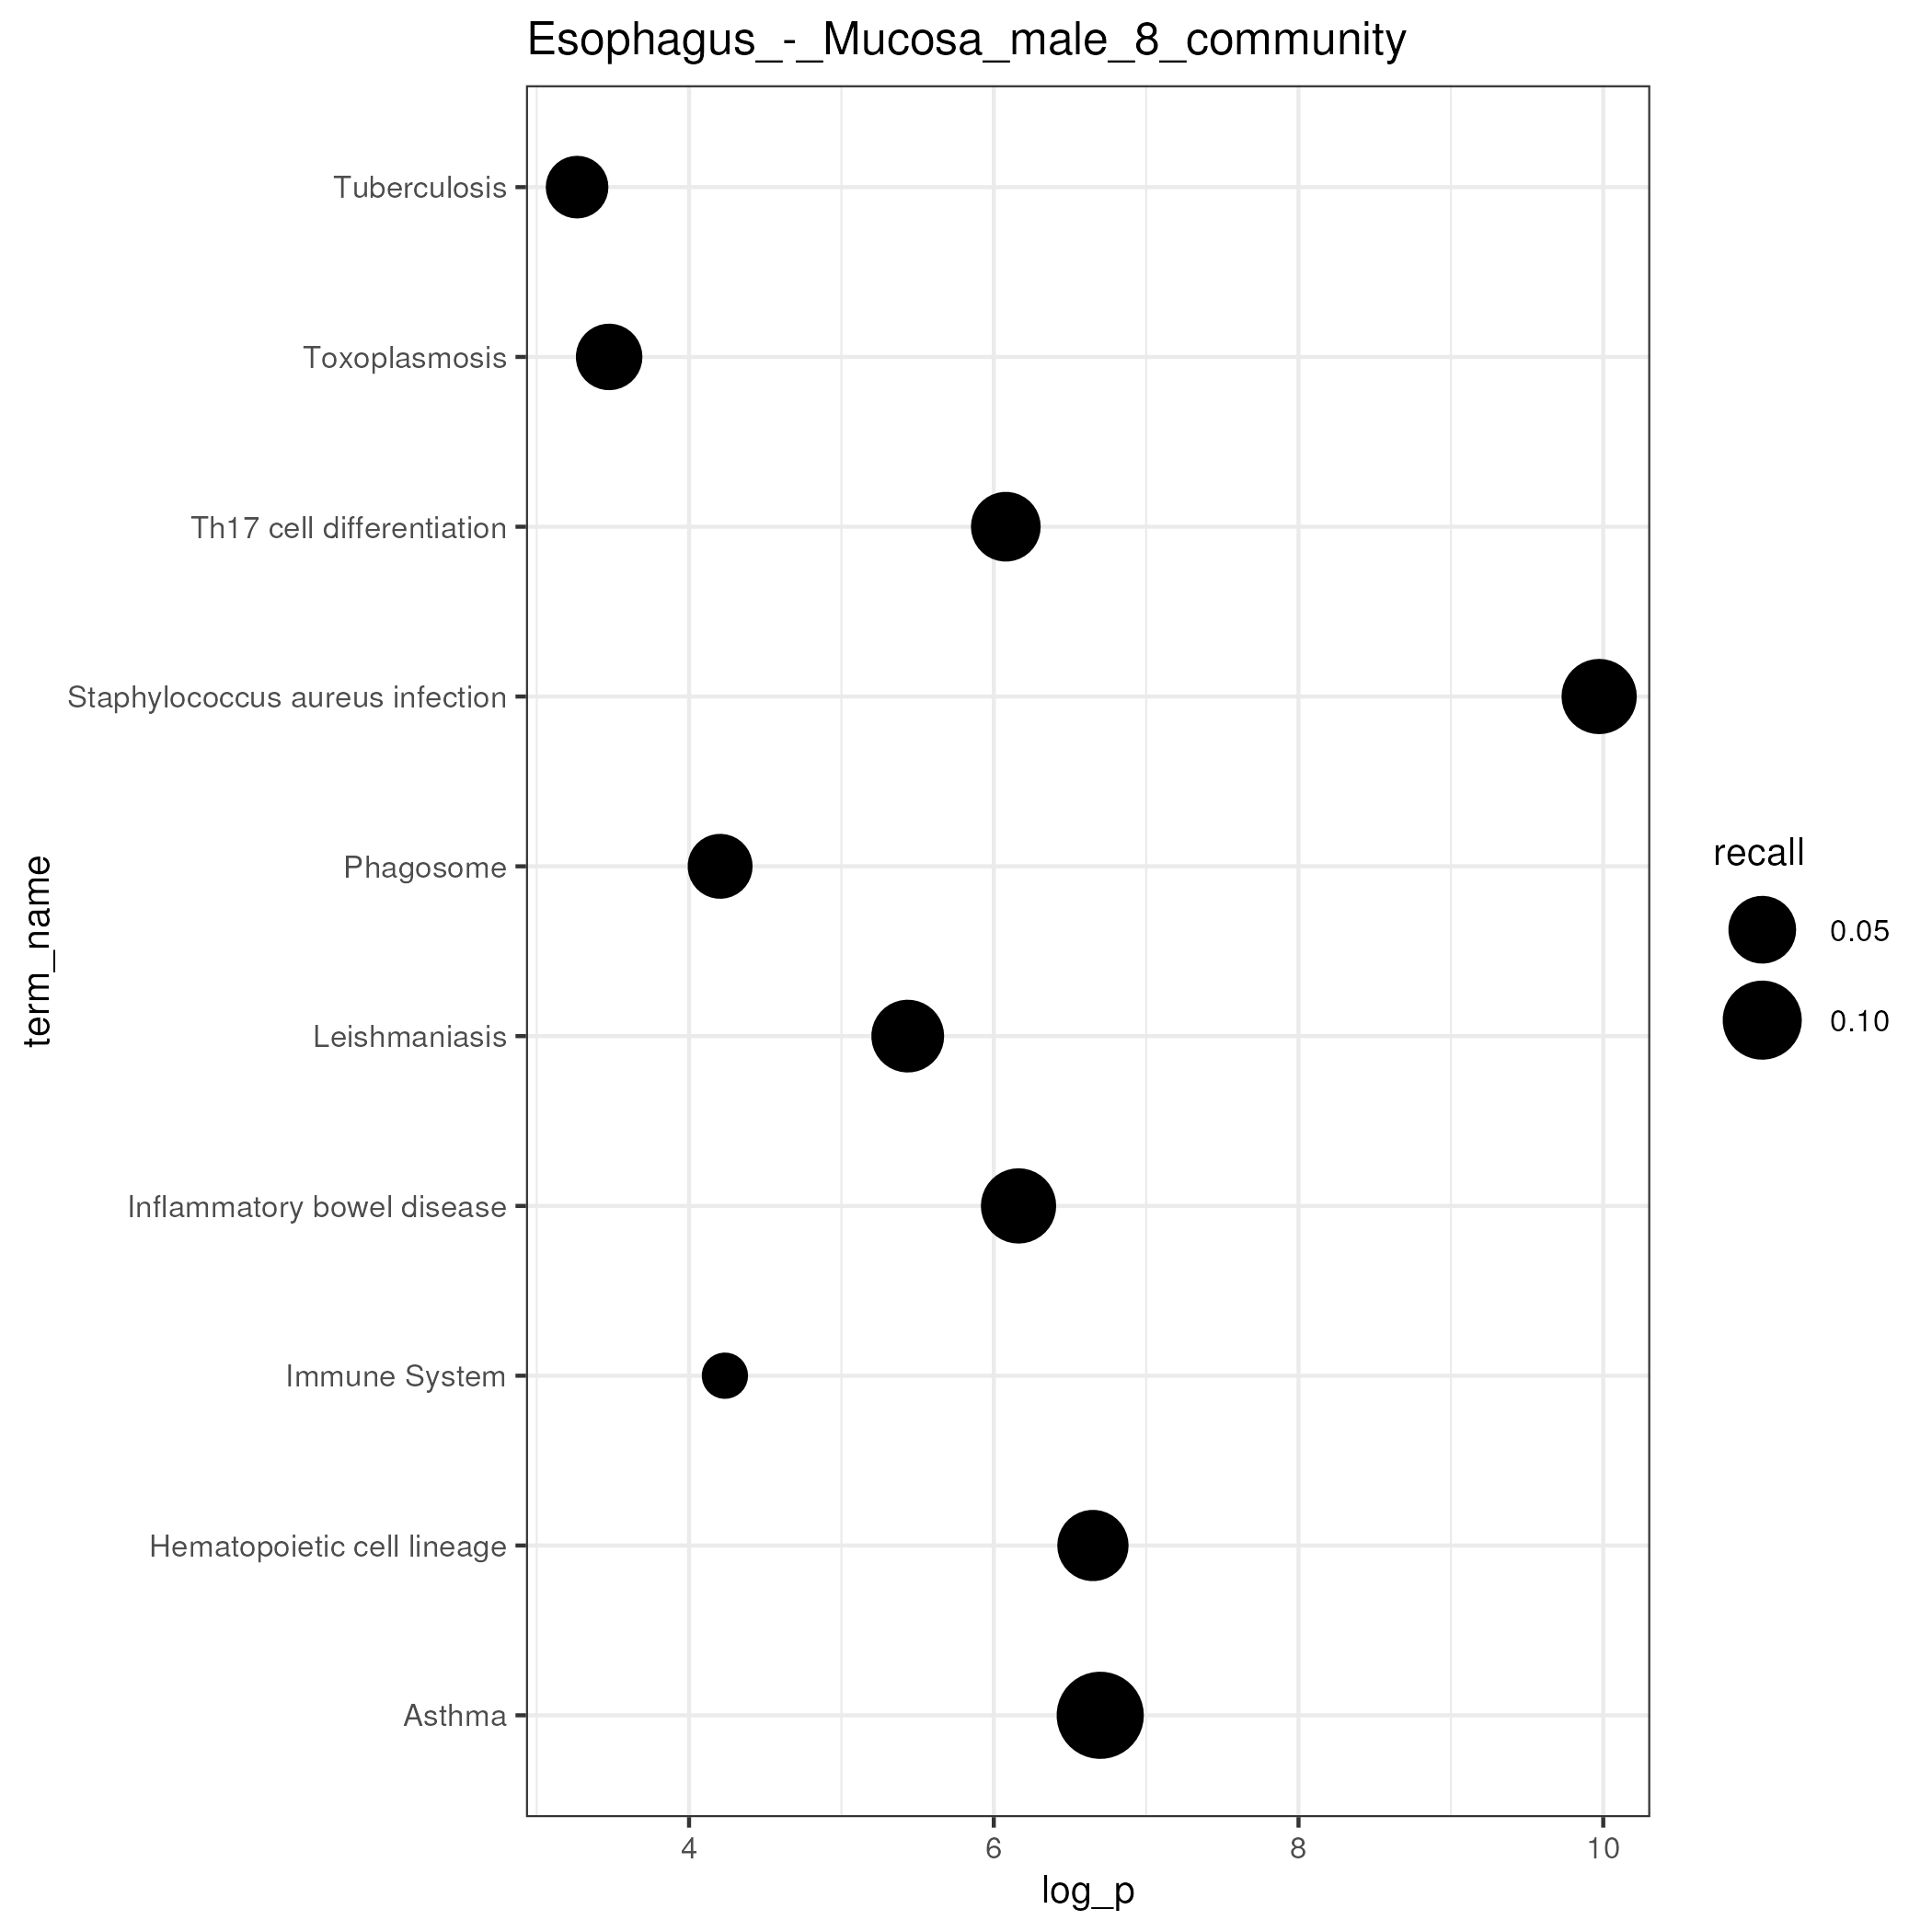 Esophagus_-_Mucosa_male_8_community
term_name
Tuberculosis
Toxoplasmosis
Th17 cell differentiation
Staphylococcus aureus infection
Phagosome
Leishmaniasis
Inflammatory bowel disease
Immune System
Hematopoietic cell lineage
Asthma
4
6
8
10
log_p
recall
0.05
0.10